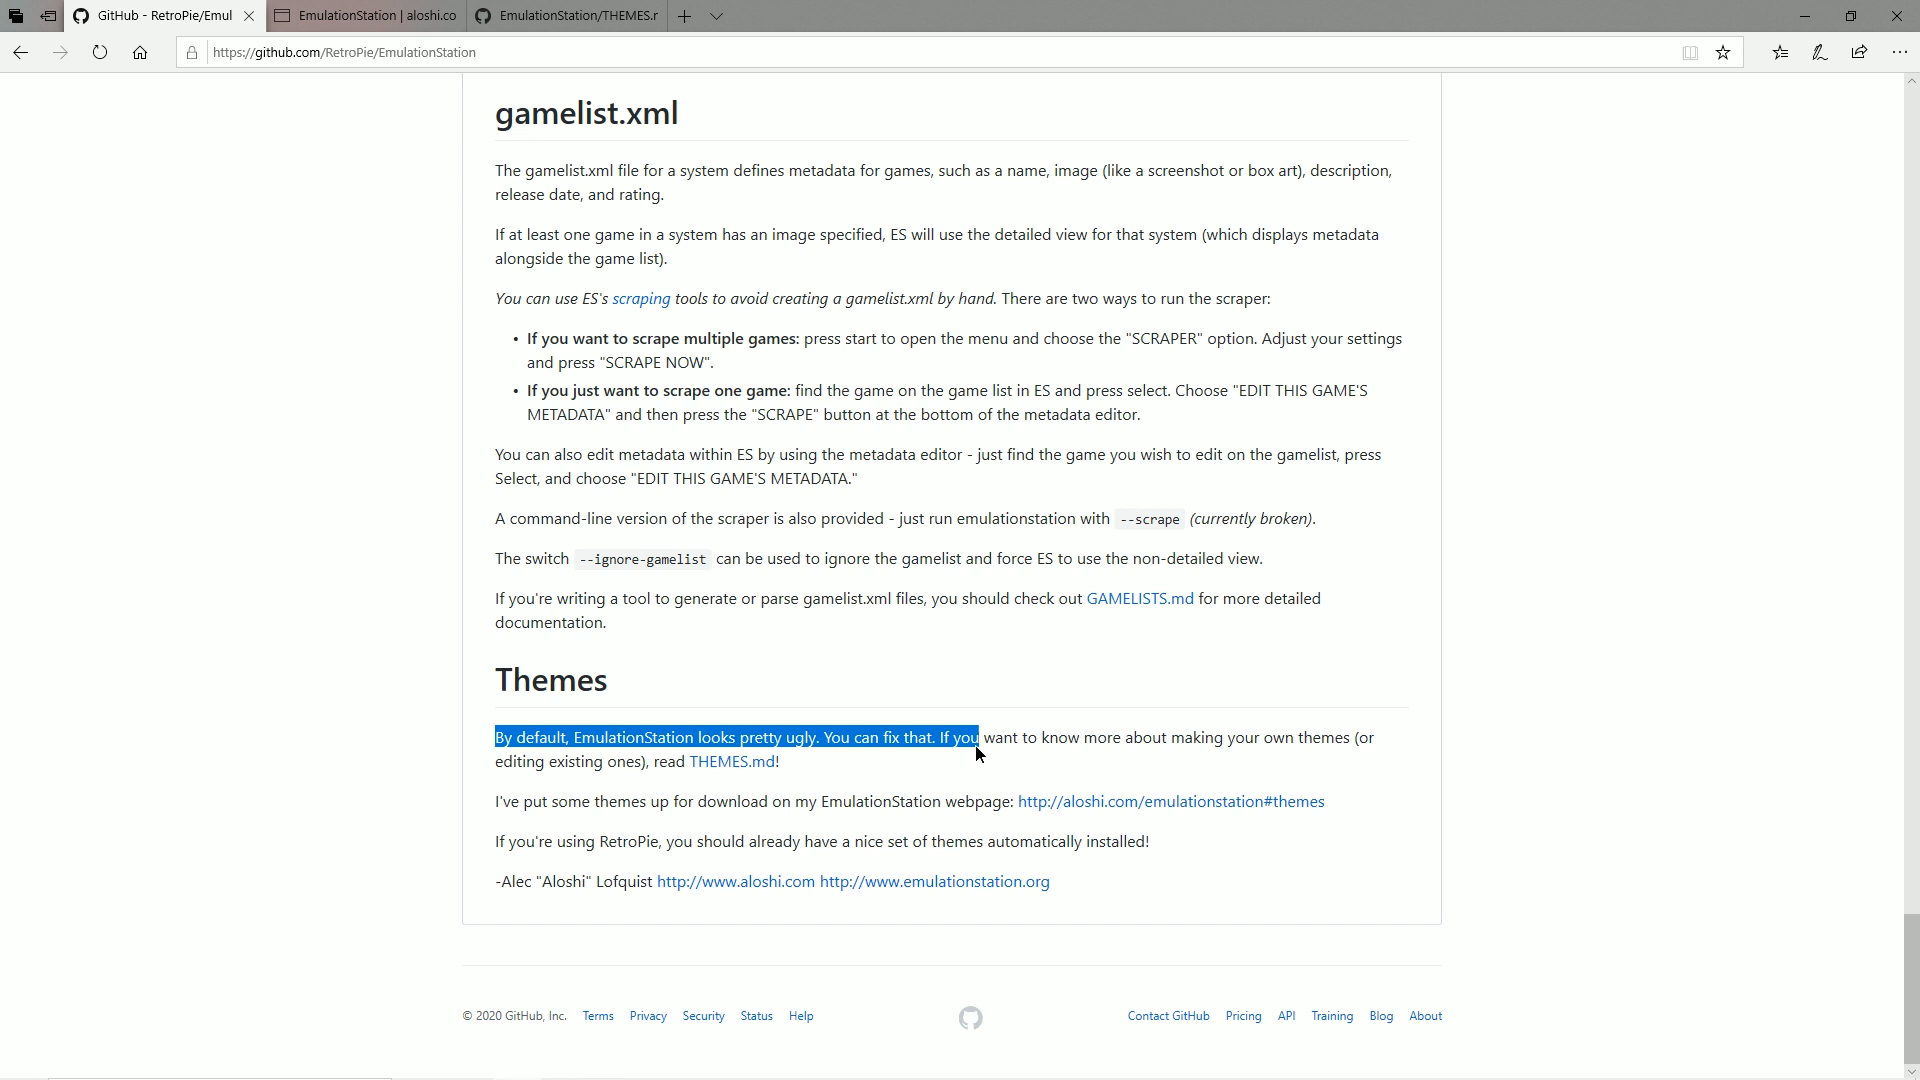 GitHub - RetroPie/Emul
EmulationStation | aloshi.co
EmulationStation/THEMES.r
https://github.com/RetroPie/EmulationStation
gamelist.xml
The gamelist.xml file for a system defines metadata for games, such as a name, image (like a screenshot or box art), description,
release date, and rating.
If at least one game in a system has an image specified, ES will use the detailed view for that system (which displays metadata
alongside the game list).
You can use ES's scraping tools to avoid creating a gamelist.xml by hand. There are two ways to run the scraper:
• If you want to scrape multiple games: press start to open the menu and choose the "SCRAPER" option. Adjust your settings
and press "SCRAPE NOW".
• If you just want to scrape one game: find the game on the game list in ES and press select. Choose "EDIT THIS GAME'S
METADATA" and then press the "SCRAPE" button at the bottom of the metadata editor.
You can also edit metadata within ES by using the metadata editor - just find the game you wish to edit on the gamelist, press
Select, and choose "EDIT THIS GAME'S METADATA."
A command-line version of the scraper is also provided - just run emulationstation with --scrape (currently broken).
The switch --ignore-gamelist can be used to ignore the gamelist and force ES to use the non-detailed view.
If you're writing a tool to generate or parse gamelist.xml files, you should check out GAMELISTS.md for more detailed
documentation.
Themes
By default, EmulationStation looks pretty ugly. You can fix that. If you want to know more about making your own themes (or
editing existing ones), read THEMES.md!
I've put some themes up for download on my EmulationStation webpage: http://aloshi.com/emulationstation#themes
If you're using RetroPie, you should already have a nice set of themes automatically installed!
-Alec "Aloshi" Lofquist http://www.aloshi.com http://www.emulationstation.org
© 2020 GitHub, Inc. Terms Privacy Security Status Help
Contact GitHub Pricing API Training Blog About